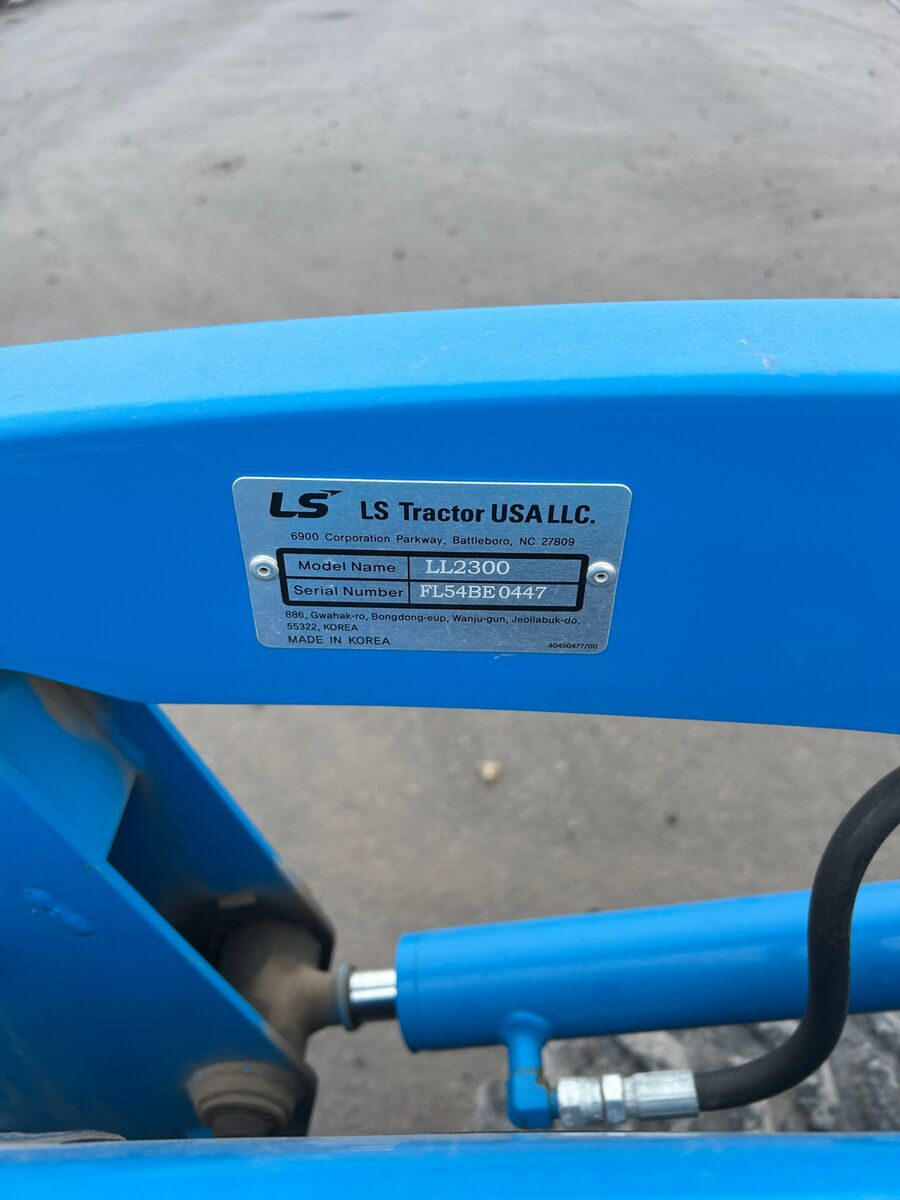 LS LS Tractor USA LLC.
6900 Corporation Parkway, Battleboro, NC 27809
Model Name LL2300
Serial Number FL54BE0447
886, Gwahak-ro, Bongdong-eup, Wanju-gun, Jeollabuk-do,
55322, KOREA
MADE IN KOREA 40450477/00